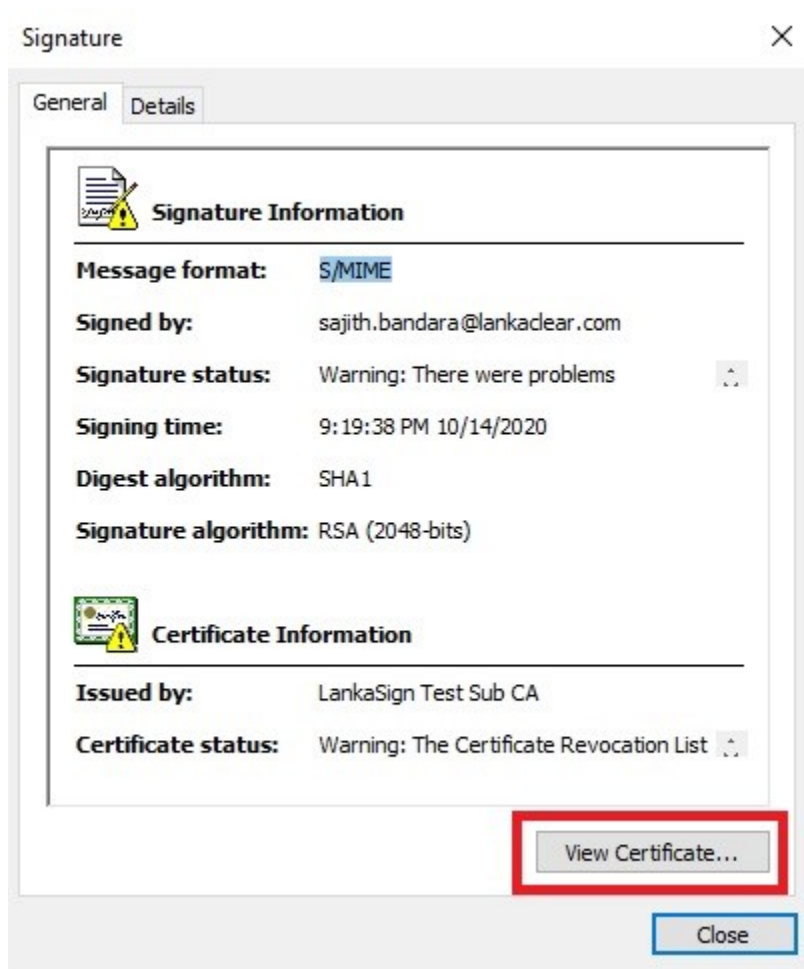 Signature
General Details
Signature Information
Message format: S/MIME
Signed by: sajith.bandara@lankaclear.com
Signature status: Warning: There were problems
Signing time: 9:19:38 PM 10/14/2020
Digest algorithm: SHA1
Signature algorithm: RSA (2048-bits)
Certificate Information
Issued by: LankaSign Test Sub CA
Certificate status: Warning: The Certificate Revocation List
View Certificate...
Close